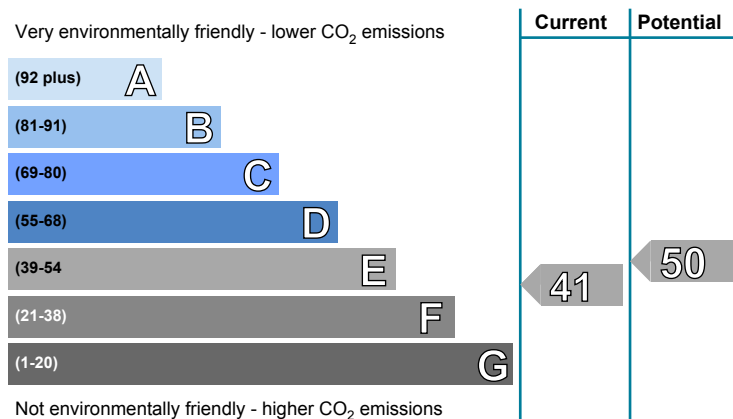 Very environmentally friendly - lower CO2 emissions
Current
Potential
(92 plus) A
(81-91) B
(69-80) C
(55-68) D
(39-54 E
(21-38) F
(1-20) G
50
41
Not environmentally friendly - higher CO2 emissions